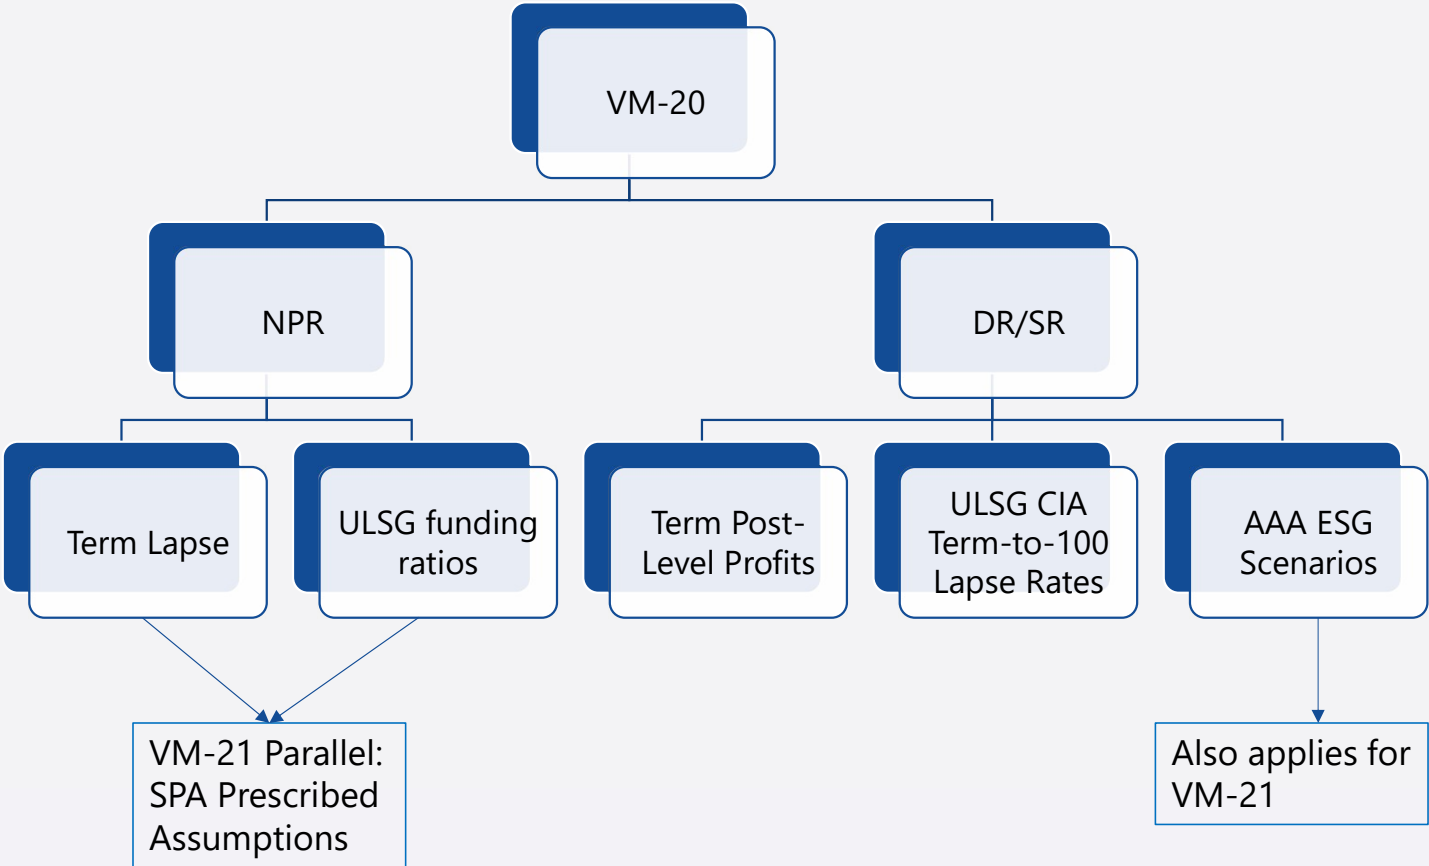 VM-20
NPR
DR/SR
Term Lapse
ULSG funding
ratios
Term Post-
Level Profits
ULSG CIA
Term-to-100
Lapse Rates
AAA ESG
Scenarios
VM-21 Parallel:
SPA Prescribed
Assumptions
Also applies for
VM-21